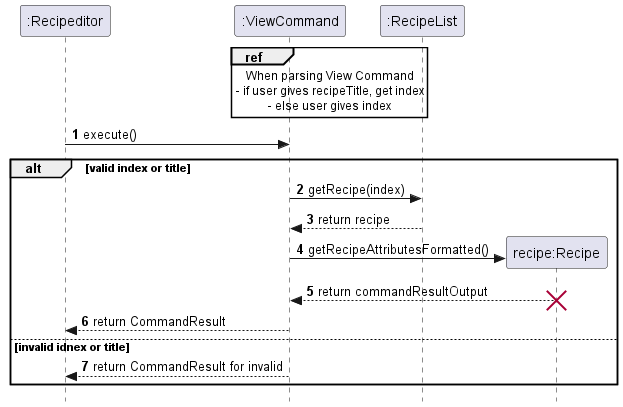 :Recipeditor
:ViewCommand
:RecipeList
ref
When parsing View Command
- if user gives recipeTitle, get index
- else user gives index
1 execute()
alt
[valid index or title]
2 getRecipe(index)
3 return recipe
4 getRecipeAttributesFormatted()
recipe:Recipe
5 return commandResultOutput
6 return CommandResult
[invalid idnex or title]
7 return CommandResult for invalid